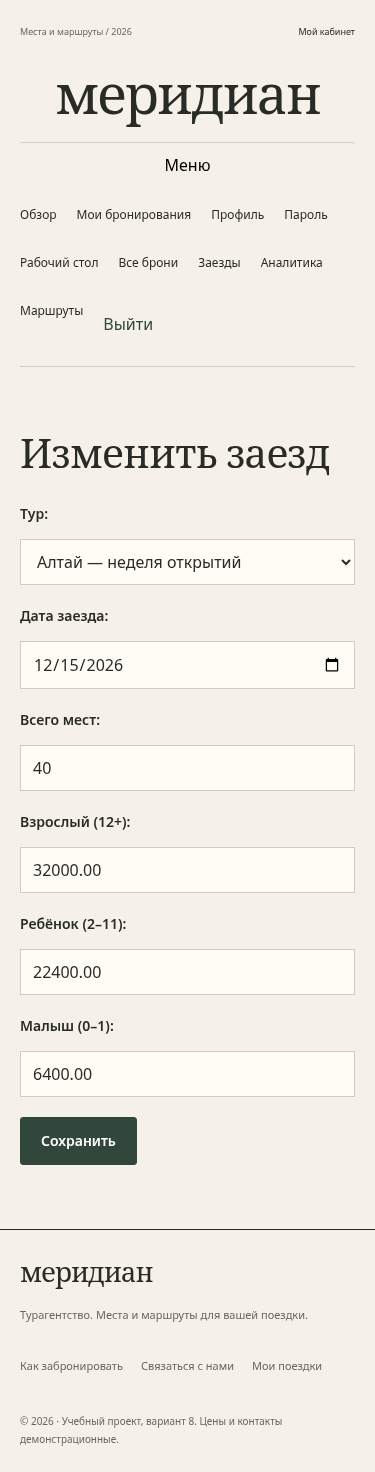 Места и маршруты / 2026 Мой кабинет
меридиан
Меню
Обзор Мои бронирования Профиль Пароль
Рабочий стол Все брони Заезды Аналитика
Маршруты Выйти
Изменить заезд
Тур:
Алтай — неделя открытий
Дата заезда:
12/15/2026
Всего мест:
40
Взрослый (12+):
32000.00
Ребёнок (2–11):
22400.00
Малыш (0–1):
6400.00
Сохранить
меридиан
Турагентство. Места и маршруты для вашей поездки.
Как забронировать Связаться с нами Мои поездки
© 2026 · Учебный проект, вариант 8. Цены и контакты
демонстрационные.